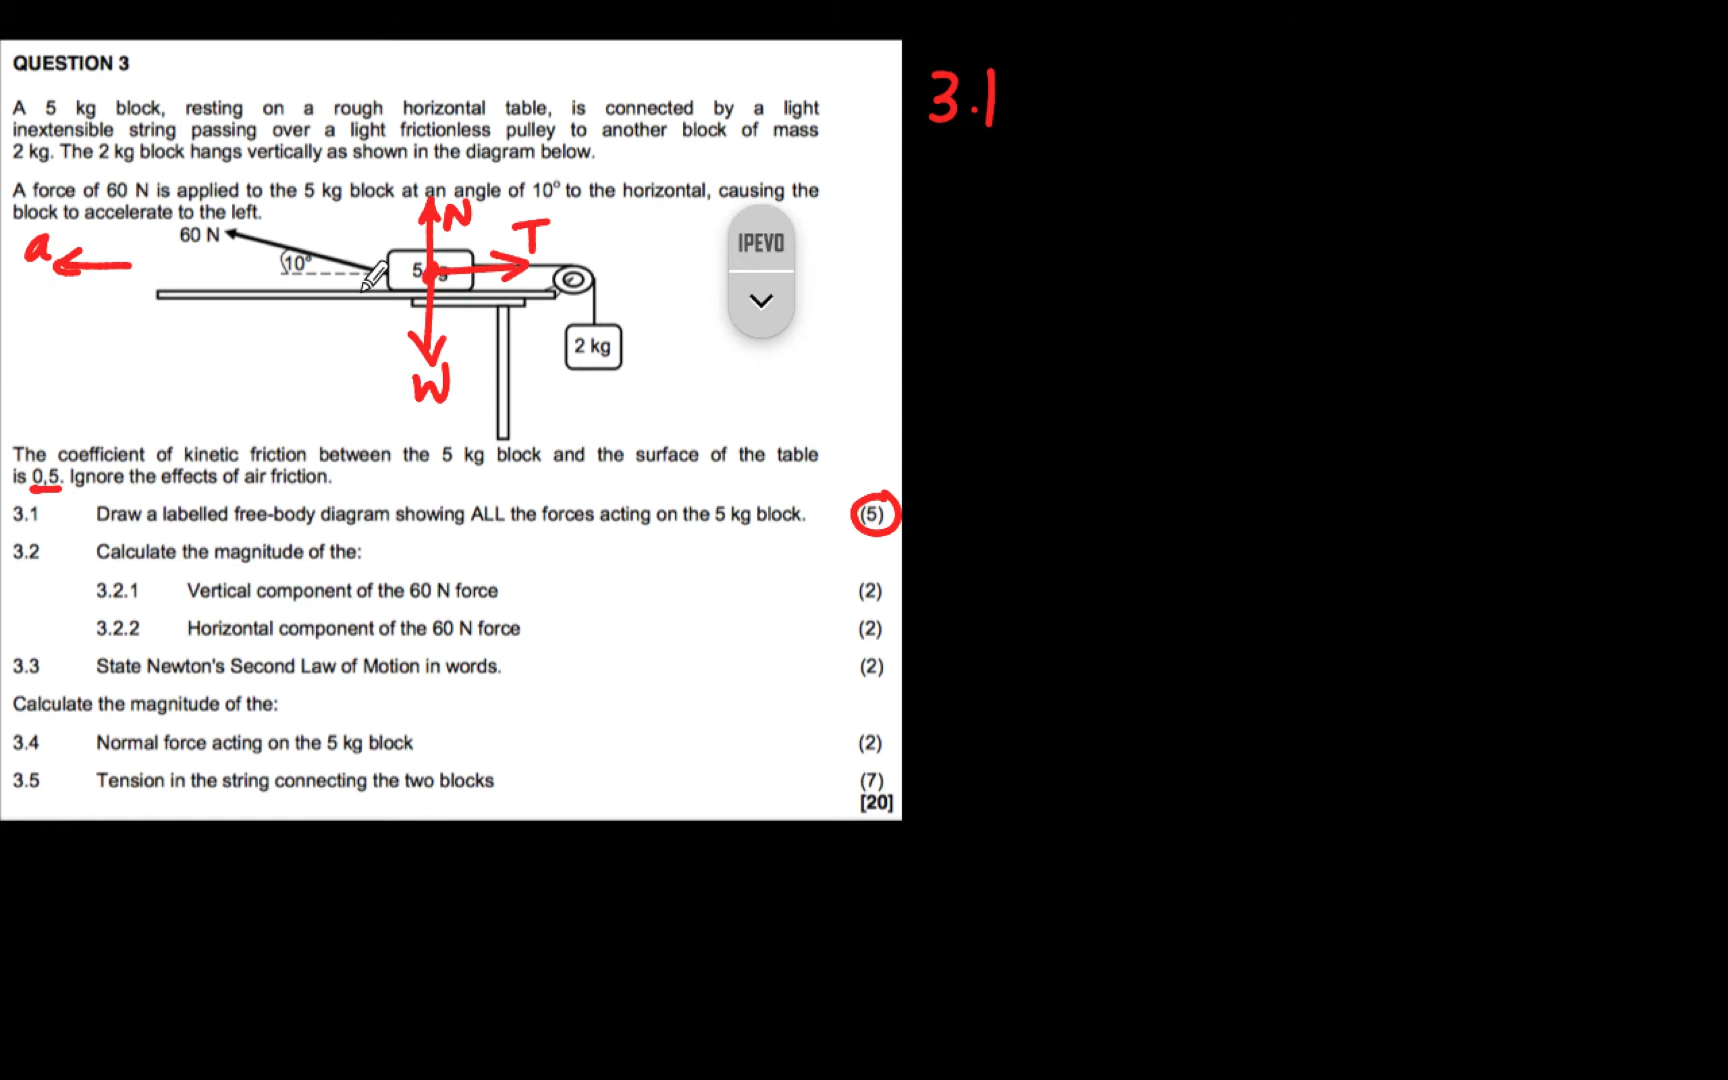 QUESTION 3
3.1
A 5 kg block, resting on a rough horizontal table, is connected by a light
inextensible string passing over a light frictionless pulley to another block of mass
2 kg. The 2 kg block hangs vertically as shown in the diagram below.
A force of 60 N is applied to the 5 kg block at an angle of 10° to the horizontal, causing the
block to accelerate to the left.
N
T
IPEVO
60 N
a
10°
5 g
2 kg
W
The coefficient of kinetic friction between the 5 kg block and the surface of the table
is 0,5. Ignore the effects of air friction.
3.1 Draw a labelled free-body diagram showing ALL the forces acting on the 5 kg block. (5)
3.2 Calculate the magnitude of the:
3.2.1 Vertical component of the 60 N force (2)
3.2.2 Horizontal component of the 60 N force (2)
3.3 State Newton's Second Law of Motion in words. (2)
Calculate the magnitude of the:
3.4 Normal force acting on the 5 kg block (2)
3.5 Tension in the string connecting the two blocks (7)
[20]